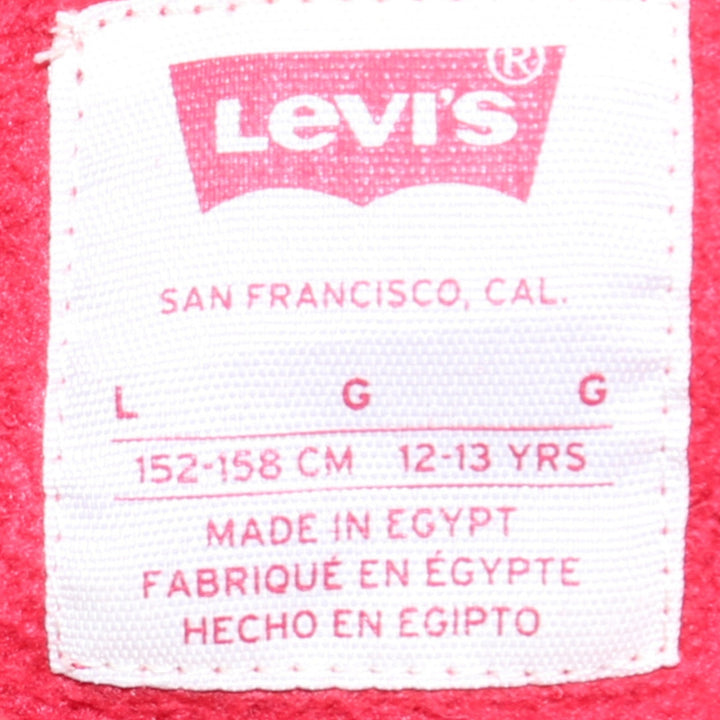 LEVI'S®
SAN FRANCISCO, CAL.
L G G
152-158 CM 12-13 YRS
MADE IN EGYPT
FABRIQUÉ EN ÉGYPTE
HECHO EN EGIPTO